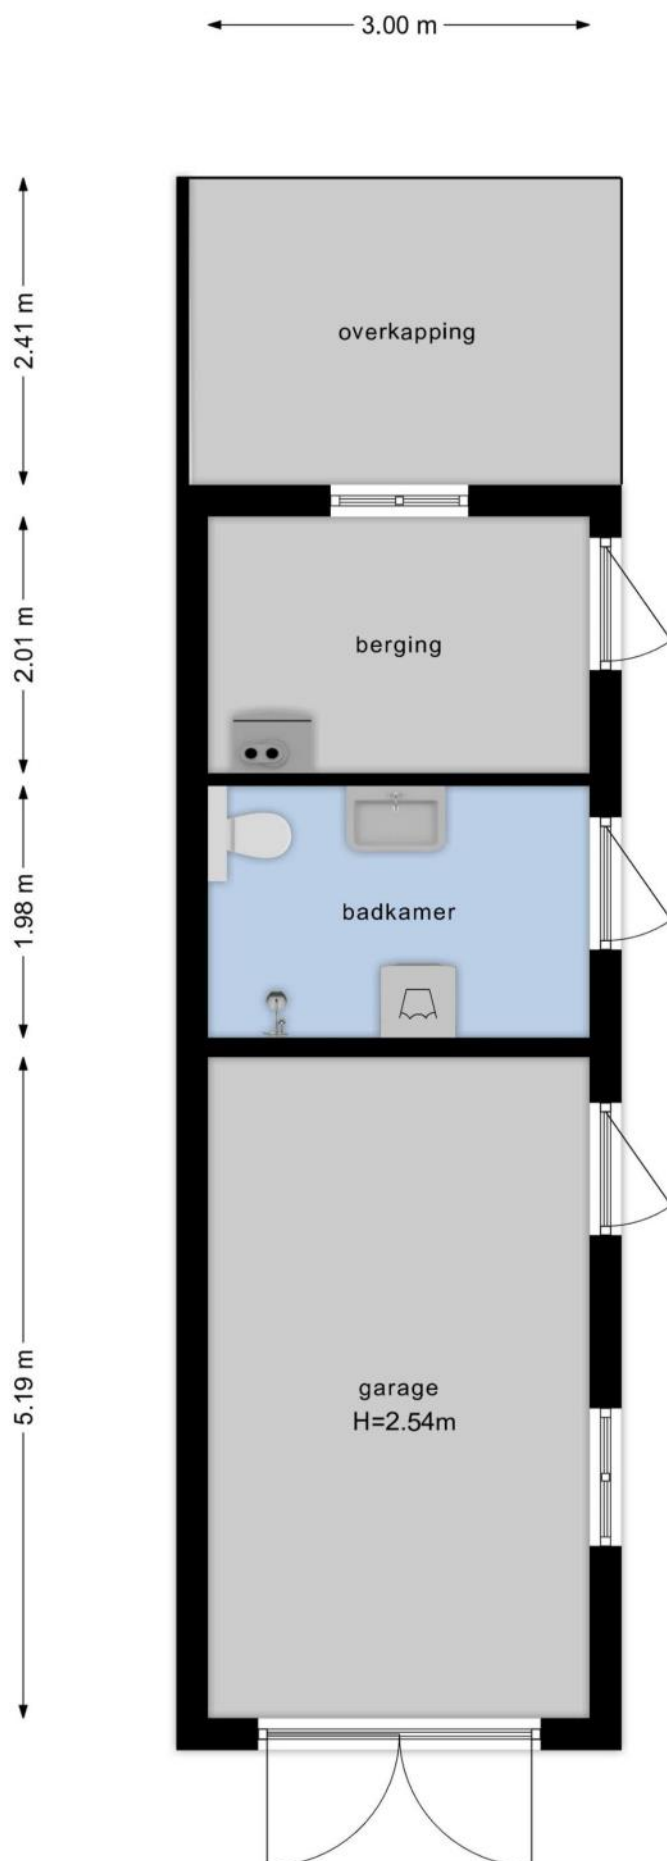 3.00 m
2.41 m
overkapping
2.01 m
berging
1.98 m
badkamer
5.19 m
garage
H=2.54m